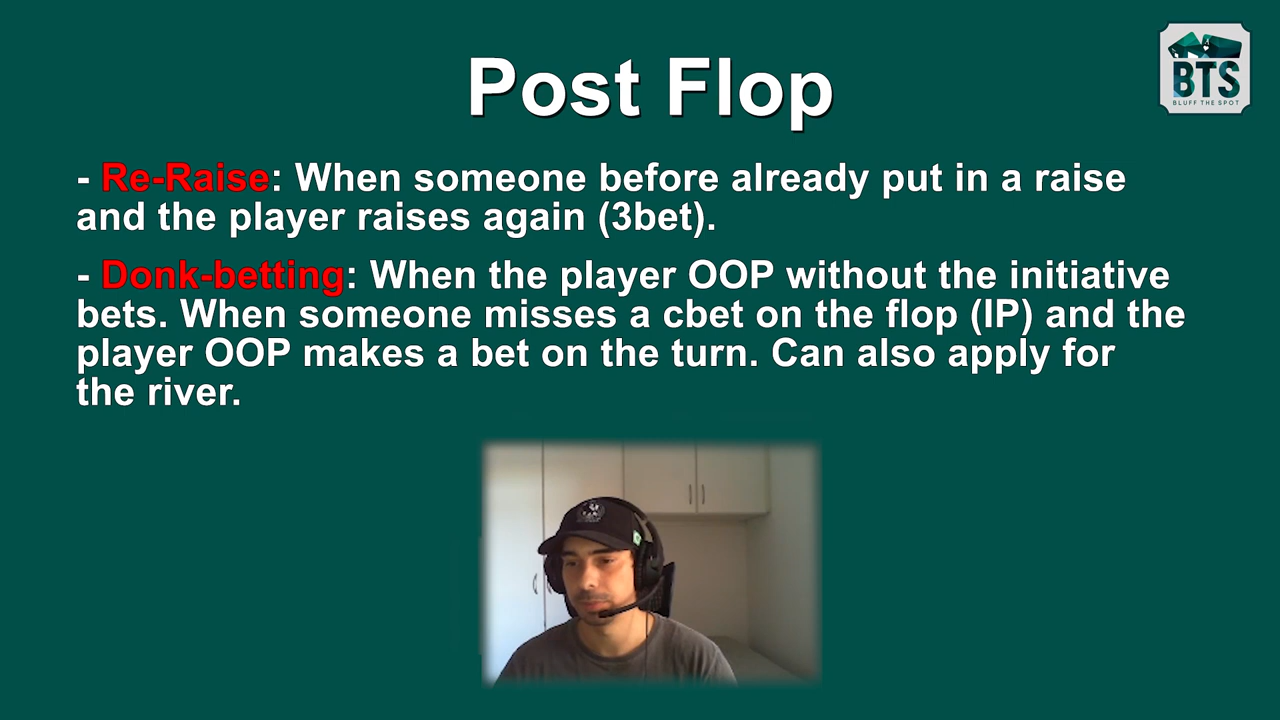 Post Flop
BTS
BLUFF THE SPOT
- Re-Raise: When someone before already put in a raise
and the player raises again (3bet).
- Donk-betting: When the player OOP without the initiative
bets. When someone misses a cbet on the flop (IP) and the
player OOP makes a bet on the turn. Can also apply for
the river.